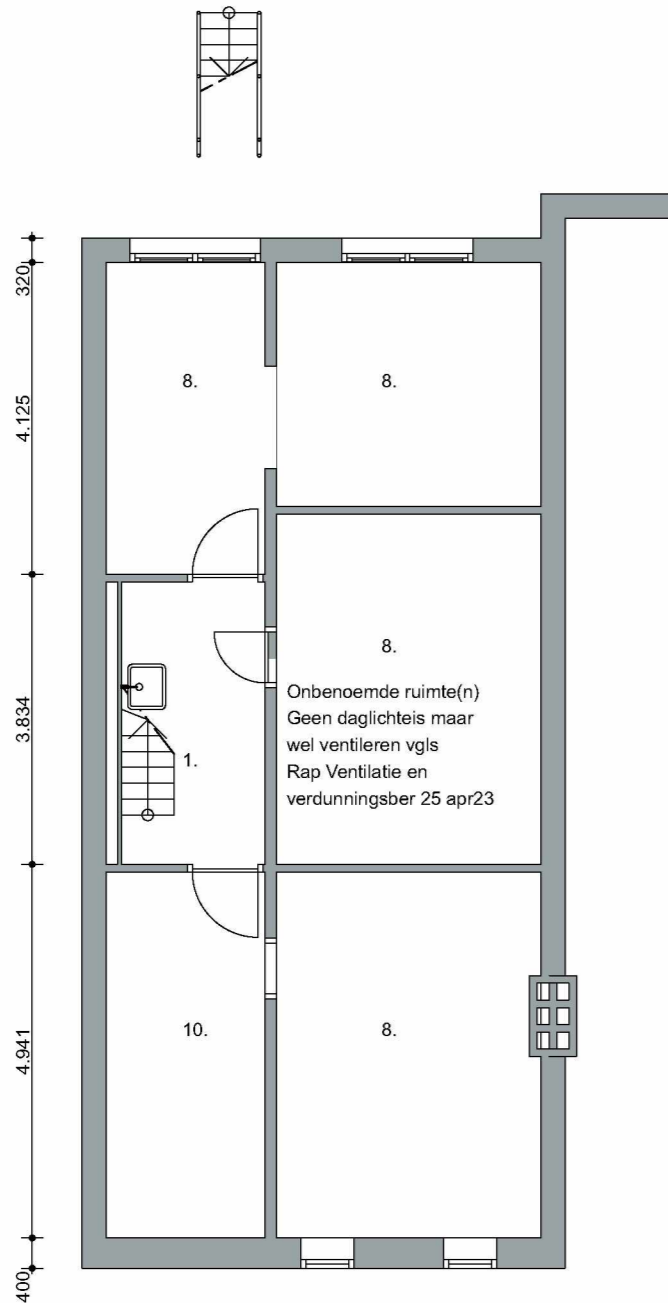 320
8.
8.
4.125
8.
Onbenoemde ruimte(n)
Geen daglichteis maar
wel ventileren vgls
Rap Ventilatie en
verdunningsber 25 apr23
3.834
1.
4.941
10.
8.
400